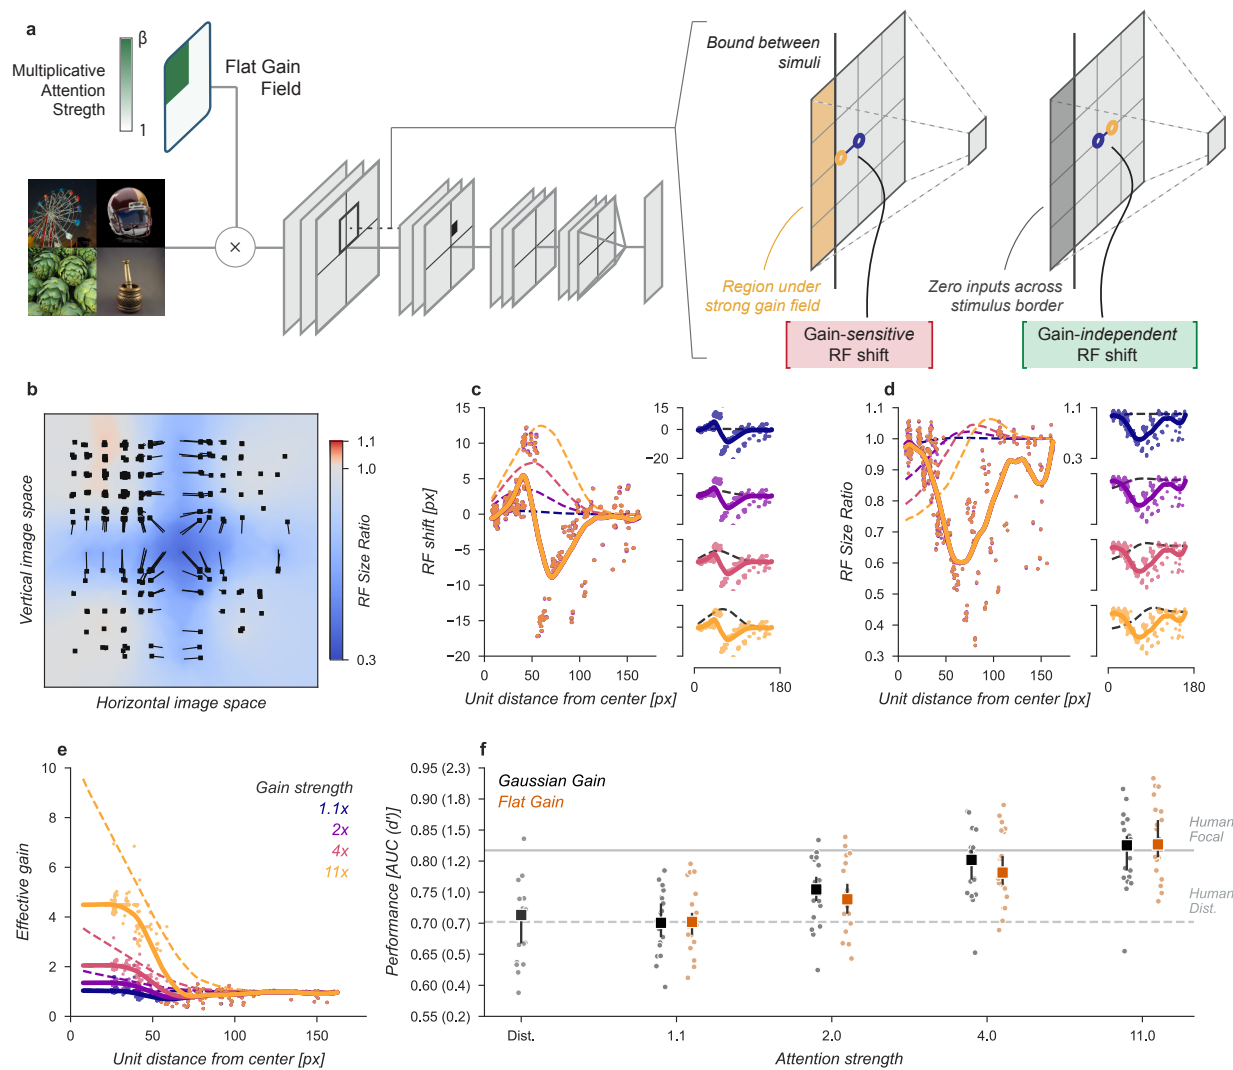 a
β
Multiplicative
Attention
Stregth
1
Flat Gain
Field
×
Bound between
simuli
Region under
strong gain field
Zero inputs across
stimulus border
Gain-sensitive
RF shift
Gain-independent
RF shift
b
Vertical image space
Horizontal image space
1.1
1.0
0.3
RF Size Ratio
c
15
10
5
0
−5
−10
−15
−20
RF shift [px]
0
50
100
150
Unit distance from center [px]
15
0
−20
0
180
d
1.1
1.0
0.9
0.8
0.7
0.6
0.5
0.4
0.3
RF Size Ratio
0
50
100
150
Unit distance from center [px]
1.1
0.3
0
180
e
10
8
6
4
2
0
Effective gain
Gain strength
1.1x
2x
4x
11x
0
50
100
150
Unit distance from center [px]
f
0.95 (2.3)
0.90 (1.8)
0.85 (1.5)
0.80 (1.2)
0.75 (1.0)
0.70 (0.7)
0.65 (0.5)
0.60 (0.4)
0.55 (0.2)
Performance [AUC (d')]
Gaussian Gain
Flat Gain
Human
Focal
Human
Dist.
Dist.
1.1
2.0
4.0
11.0
Attention strength